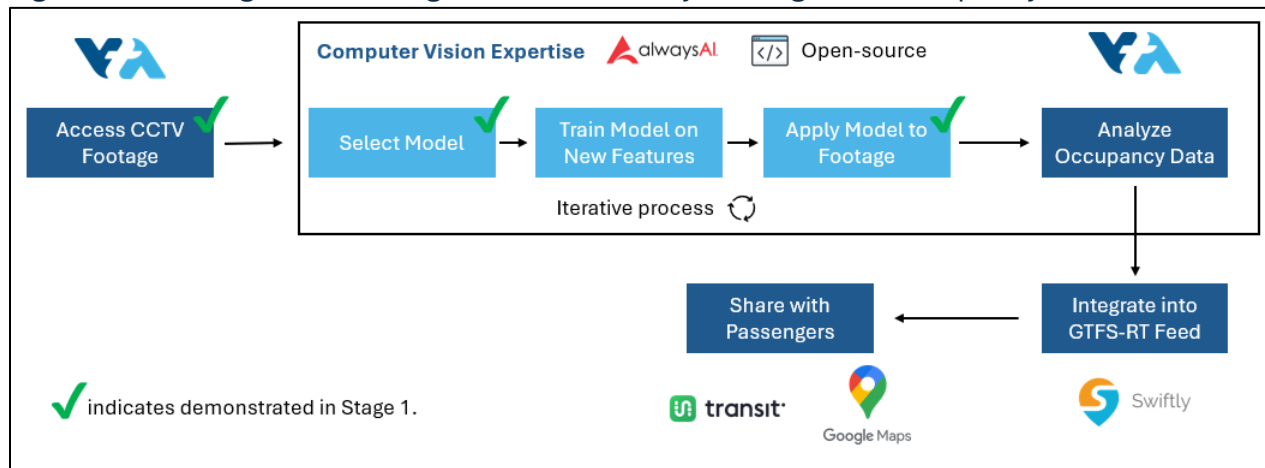 Computer Vision Expertise
alwaysAI
</> Open-source
Access CCTV
Footage
Select Model
Train Model on
New Features
Apply Model to
Footage
Analyze
Occupancy Data
Iterative process
Share with
Passengers
Integrate into
GTFS-RT Feed
indicates demonstrated in Stage 1.
transit
Google Maps
Swiftly